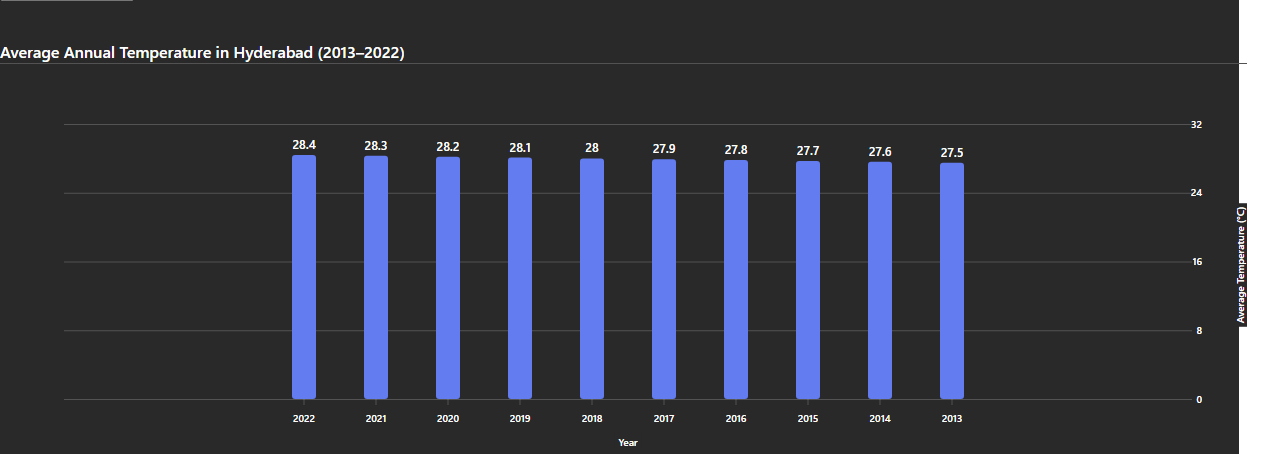 Average Annual Temperature in Hyderabad (2013–2022)
32
28.4 28.3 28.2 28.1 28 27.9 27.8 27.7 27.6 27.5
24
16
8
0
2022 2021 2020 2019 2018 2017 2016 2015 2014 2013
Year
Average Temperature (°C)